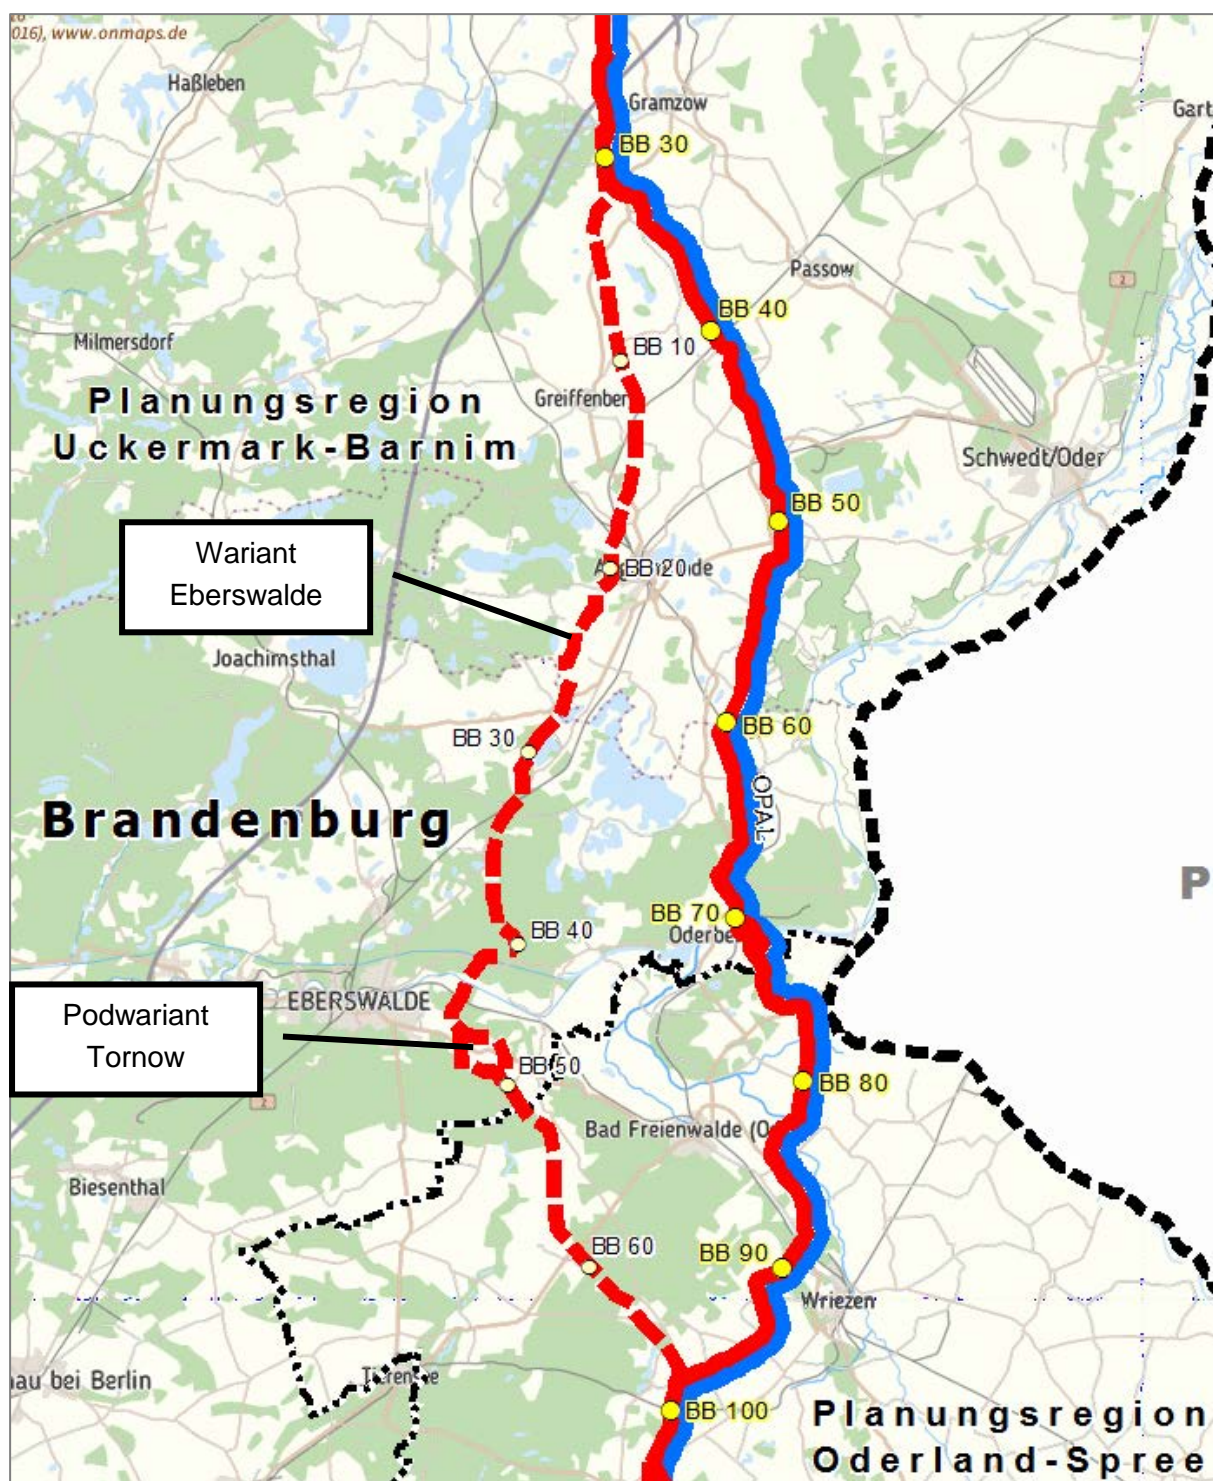 016), www.onmaps.de
Haßleben
Gramzow
Gart
BB 30
Passow
2
BB 40
Milmersdorf
BB 10
Greiffenber
Planungsregion
Uckermark-Barnim
Schwedt/Oder
BB 50
Wariant
Eberswalde
BB 20
Joachimsthal
BB 60
BB 30
OPAL
Brandenburg
P
BB 70
Oderbe
BB 40
EBERSWALDE
Podwariant
Tornow
BB 50
BB 80
2
Bad Freienwalde (O
Biesenthal
BB 60
BB 90
Wriezen
nau bei Berlin
BB 100
Planungsregion
Oderland-Spree